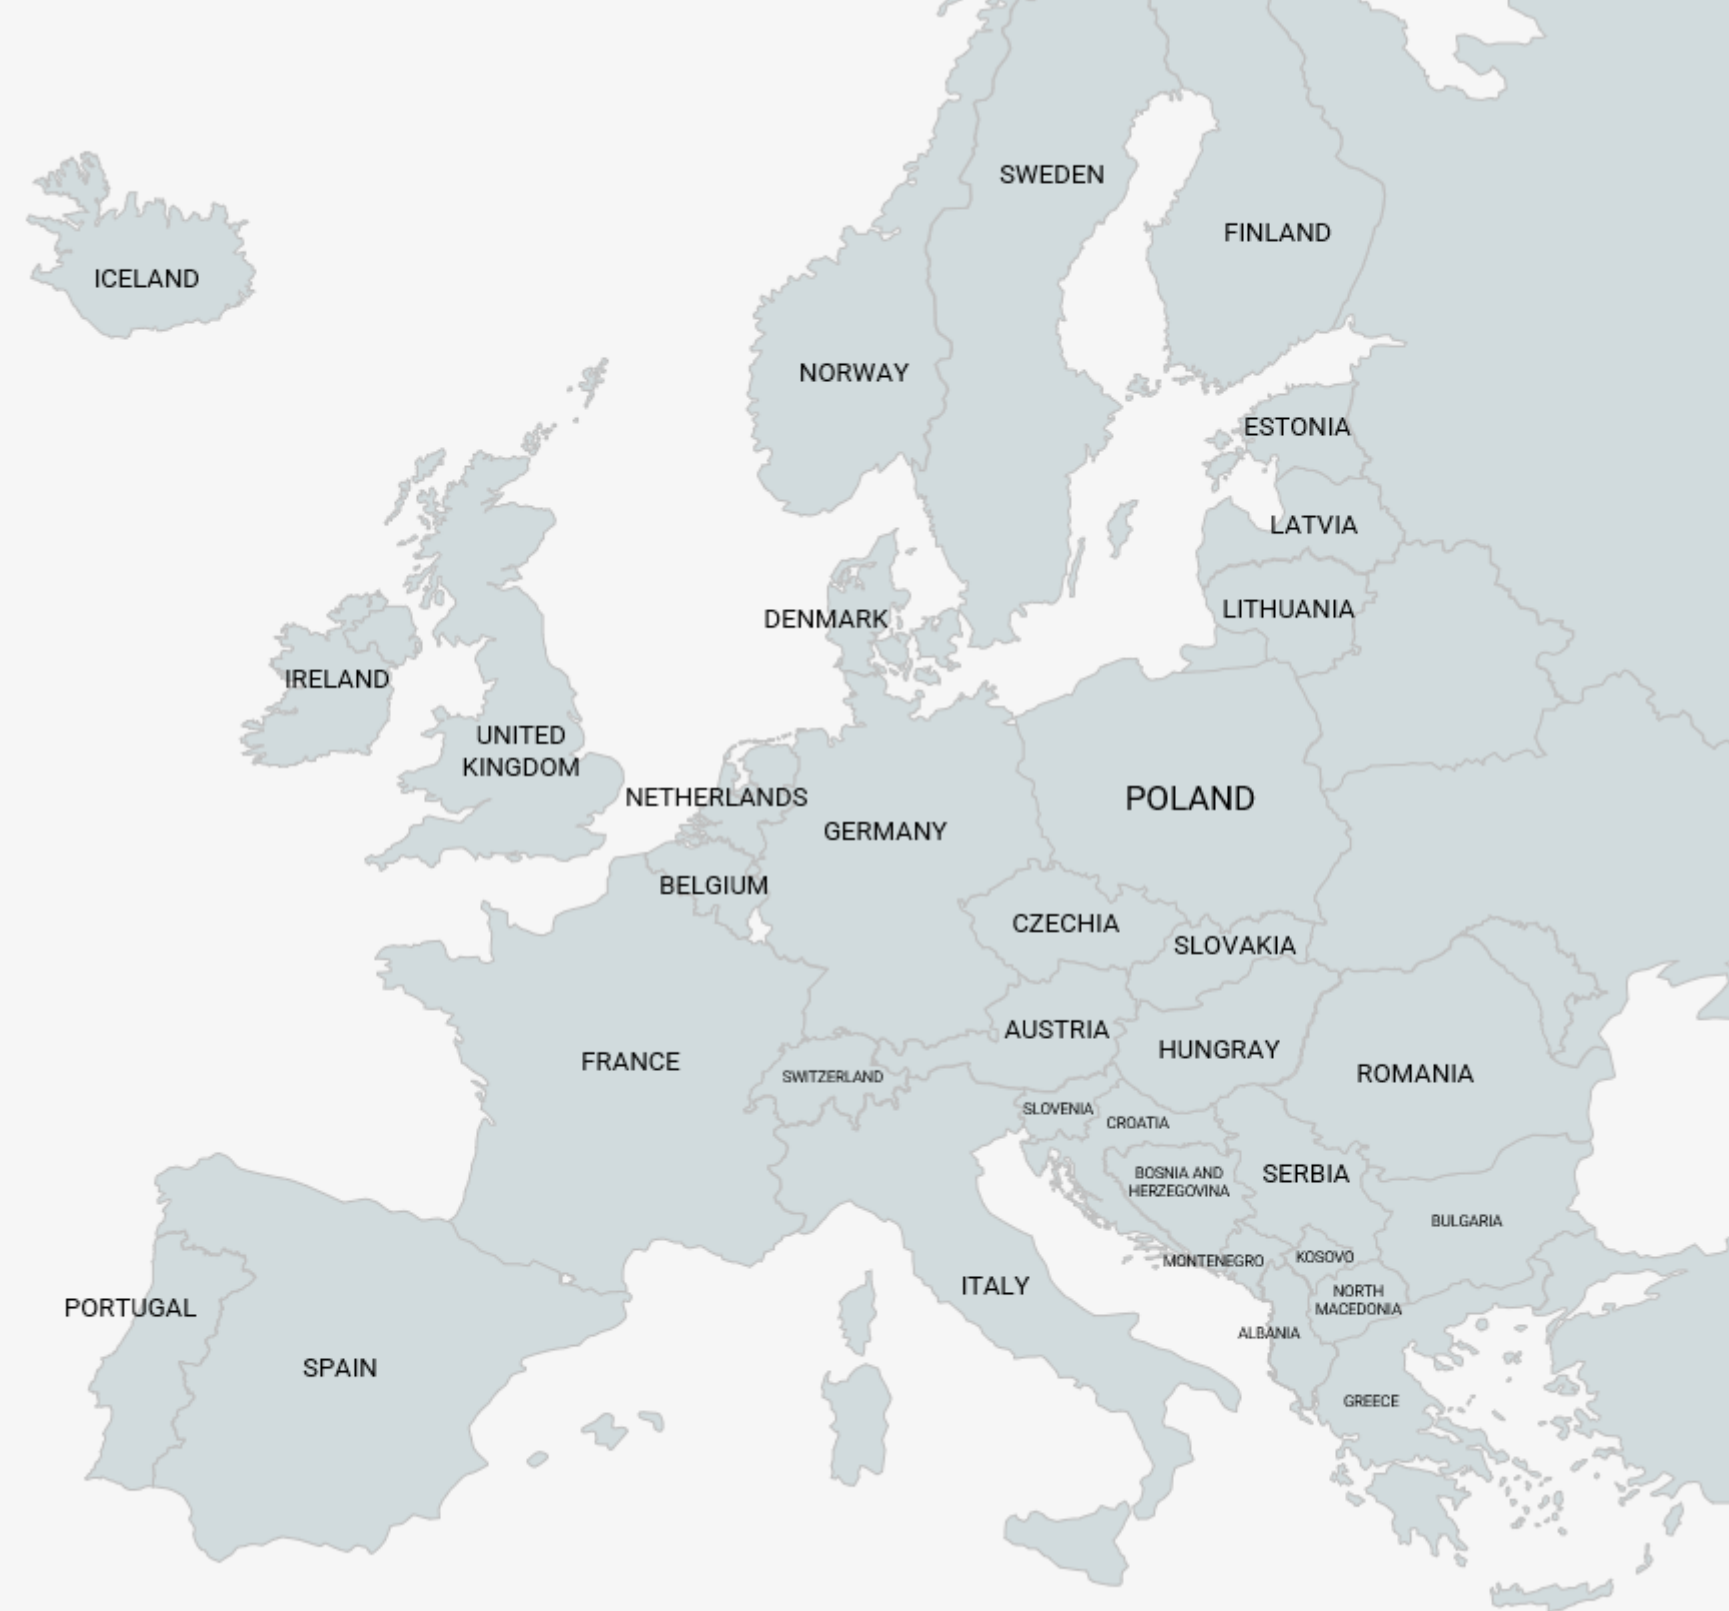 SWEDEN
FINLAND
ICELAND
NORWAY
ESTONIA
LATVIA
LITHUANIA
DENMARK
IRELAND
UNITED
KINGDOM
NETHERLANDS
POLAND
GERMANY
BELGIUM
CZECHIA
SLOVAKIA
AUSTRIA
HUNGRAY
FRANCE
ROMANIA
SWITZERLAND
SLOVENIA
CROATIA
BOSNIA AND
HERZEGOVINA
SERBIA
BULGARIA
MONTENEGRO
KOSOVO
ITALY
NORTH
MACEDONIA
PORTUGAL
ALBANIA
SPAIN
GREECE